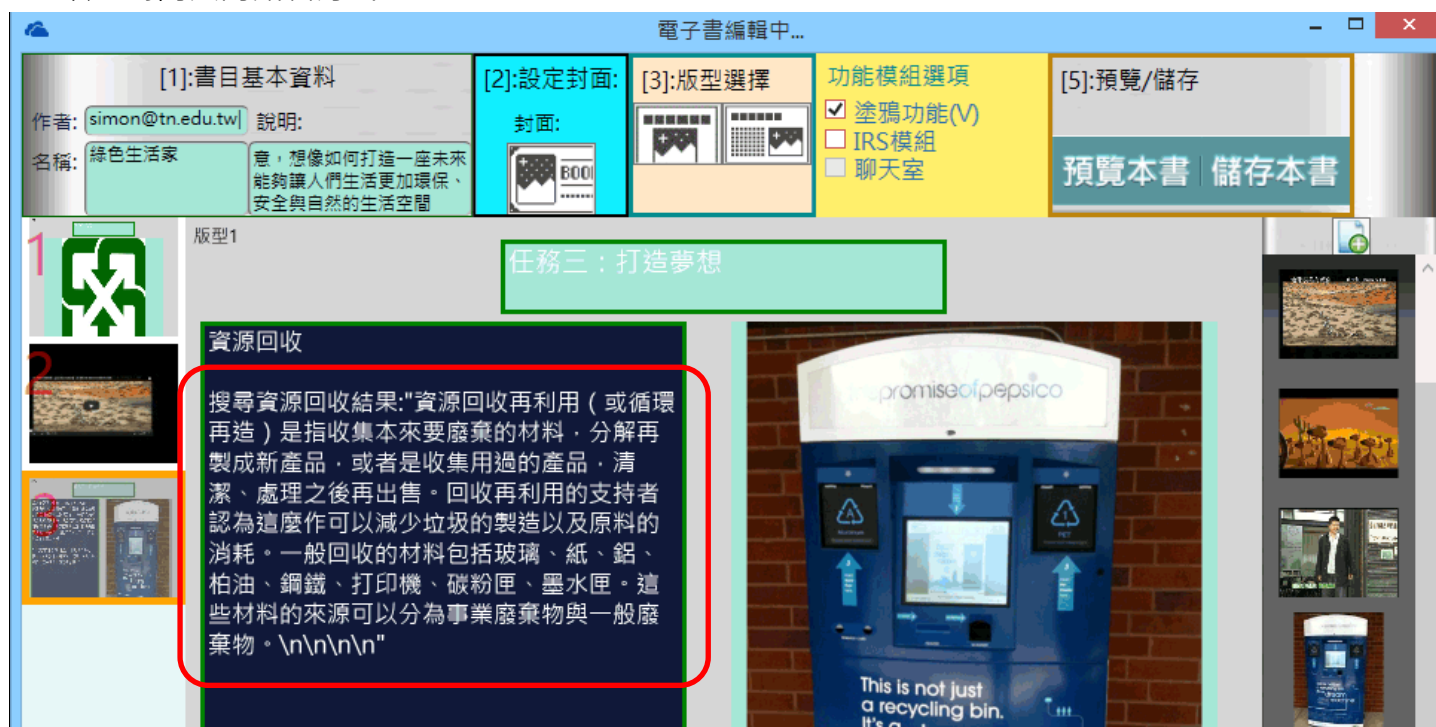 電子書編輯中...
[1]:書目基本資料
作者: simon@tn.edu.tw 說明:
名稱: 綠色生活家
意，想像如何打造一座未來
能夠讓人們生活更加環保、
安全與自然的生活空間
[2]:設定封面:
封面:
BOO
[3]:版型選擇
功能模組選項
塗鴉功能(V)
IRS模組
聊天室
[5]:預覽/儲存
預覽本書 儲存本書
1
2
3
版型1
任務三：打造夢想
資源回收
搜尋資源回收結果:"資源回收再利用（或循環
再造）是指收集本來要廢棄的材料，分解再
製成新產品，或者是收集用過的產品，清
潔、處理之後再出售。回收再利用的支持者
認為這麼作可以減少垃圾的製造以及原料的
消耗。一般回收的材料包括玻璃、紙、鋁、
柏油、鋼鐵、打印機、碳粉匣、墨水匣。這
些材料的來源可以分為事業廢棄物與一般廢
棄物。\n\n\n\n"
promiseofpepsico
This is not just
a recycling bin.